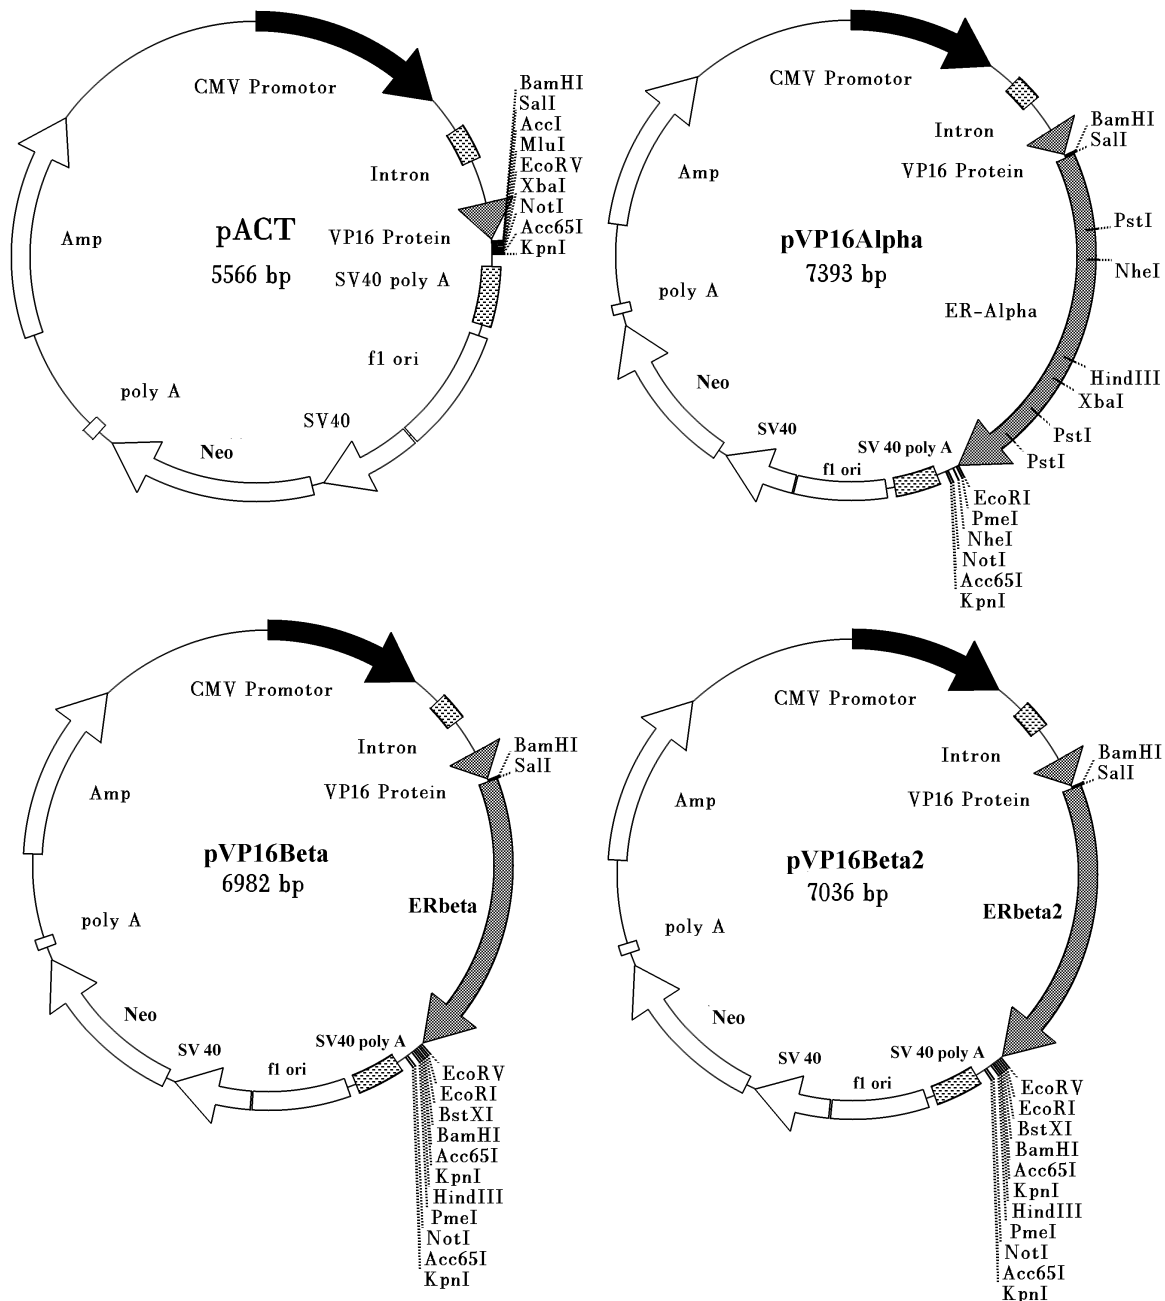 CMV Promotor
BamHI
SalI
AccI
MluI
EcoRV
XbaI
NotI
Acc65I
KpnI
Intron
VP16 Protein
SV40 poly A
Amp
pACT
5566 bp
f1 ori
SV40
Neo
poly A
CMV Promotor
Intron
BamHI
SalI
VP16 Protein
Amp
pVP16Alpha
7393 bp
PstI
NheI
ER-Alpha
poly A
HindIII
XbaI
PstI
PstI
Neo
SV40
SV 40 poly A
f1 ori
EcoRI
PmeI
NheI
NotI
Acc65I
KpnI
CMV Promotor
Intron
BamHI
SalI
VP16 Protein
Amp
pVP16Beta
6982 bp
ERbeta
poly A
Neo
SV 40
SV40 poly A
f1 ori
EcoRV
EcoRI
BstXI
BamHI
Acc65I
KpnI
HindIII
PmeI
NotI
Acc65I
KpnI
CMV Promotor
Intron
BamHI
SalI
VP16 Protein
Amp
pVP16Beta2
7036 bp
ERbeta2
poly A
Neo
SV 40
SV 40 poly A
f1 ori
EcoRV
EcoRI
BstXI
BamHI
Acc65I
KpnI
HindIII
PmeI
NotI
Acc65I
KpnI